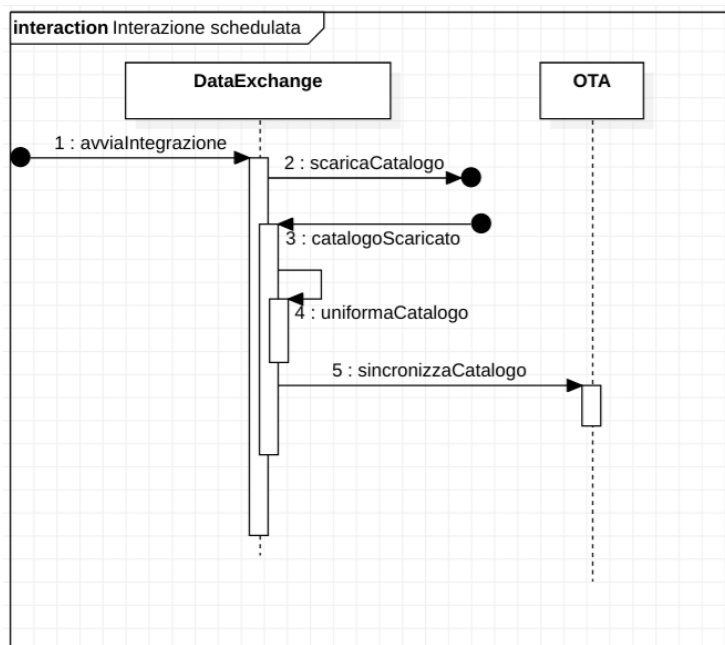 interaction Interazione schedulata
DataExchange
OTA
1 : avviaIntegrazione
2 : scaricaCatalogo
3 : catalogoScaricato
4 : uniformaCatalogo
5 : sincronizzaCatalogo